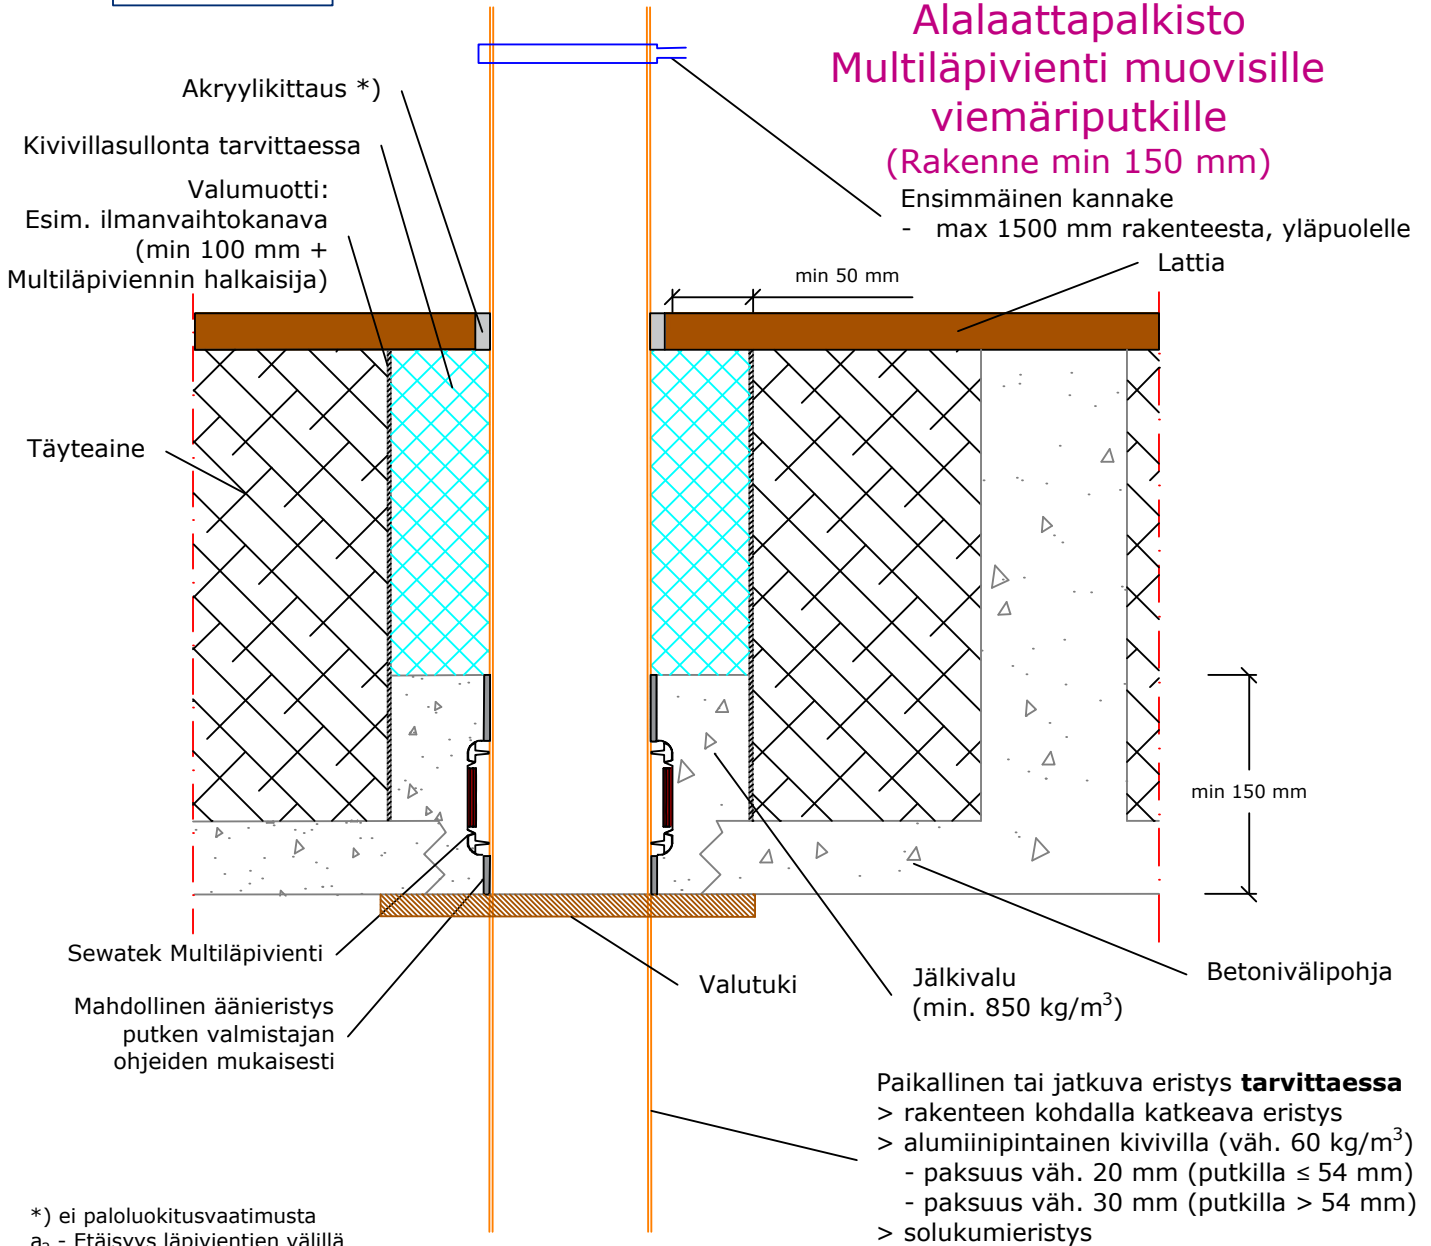 Alalaattapalkisto
Multiläpivienti muovisille
viemäriputkille
(Rakenne min 150 mm)
Akryylikittaus *)
Kivivillasullonta tarvittaessa
Valumuotti:
Esim. ilmanvaihtokanava
(min 100 mm +
Multiläpiviennin halkaisija)
Ensimmäinen kannake
- max 1500 mm rakenteesta, yläpuolelle
min 50 mm
Lattia
Täyteaine
min 150 mm
Sewatek Multiläpivienti
Mahdollinen äänieristys
putken valmistajan
ohjeiden mukaisesti
Valutuki
Jälkivalu
(min. 850 kg/m³)
Betonivälipohja
Paikallinen tai jatkuva eristys tarvittaessa
> rakenteen kohdalla katkeava eristys
> alumiinipintainen kivivilla (väh. 60 kg/m³)
- paksuus väh. 20 mm (putkilla ≤ 54 mm)
- paksuus väh. 30 mm (putkilla > 54 mm)
> solukumieristys
*) ei paloluokitusvaatimusta
- Etäisyys läpivientien välillä